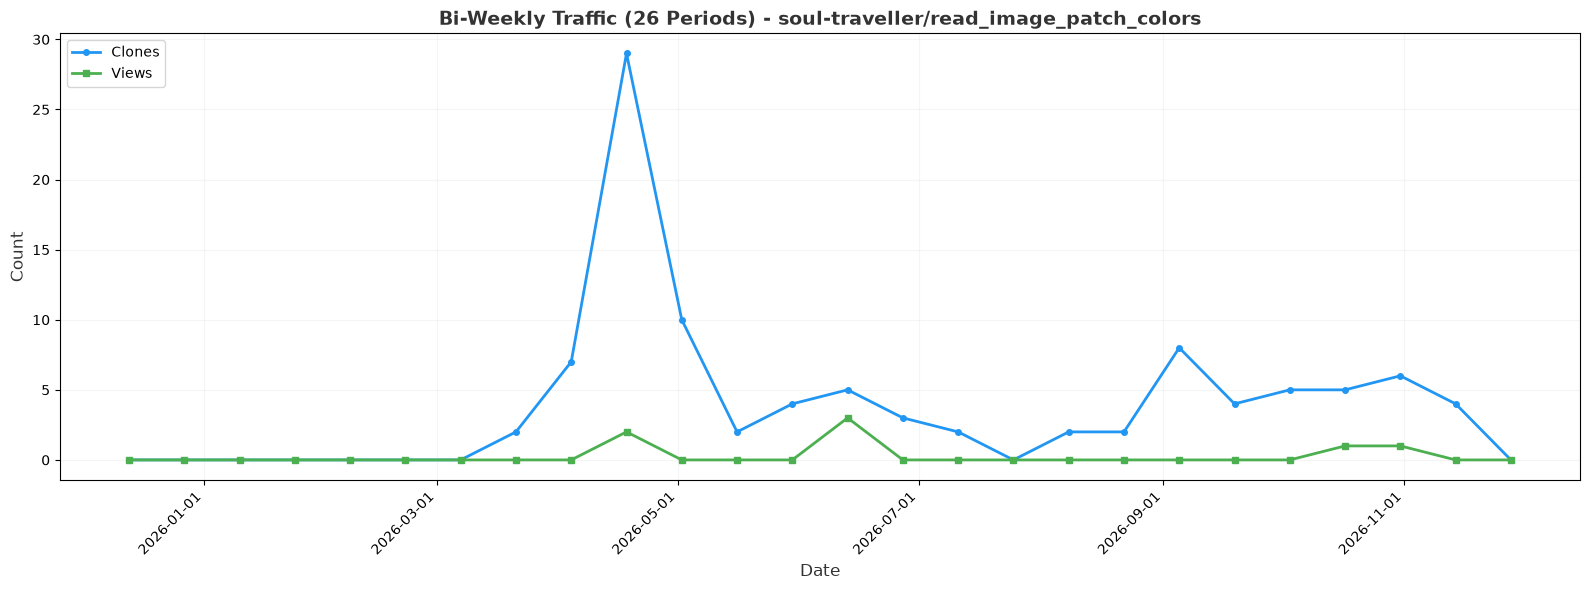 Bi-Weekly Traffic (26 Periods) - soul-traveller/read_image_patch_colors
Clones
Views
30
25
20
15
10
5
0
Count
2026-01-01
2026-03-01
2026-05-01
2026-07-01
2026-09-01
2026-11-01
Date